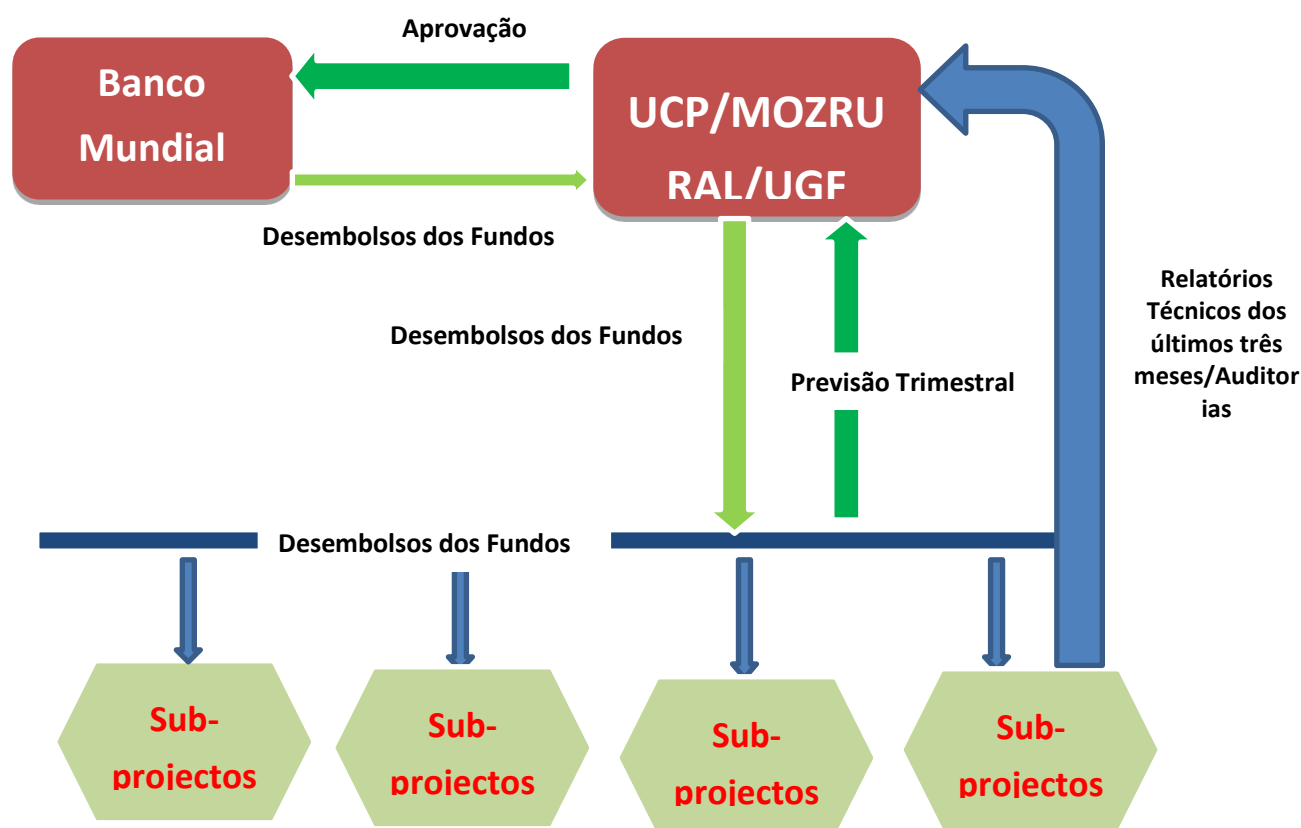 Aprovação
Banco
Mundial
UCP/MOZRU
RAL/UGF
Desembolsos dos Fundos
Desembolsos dos Fundos
Previsão Trimestral
Relatórios
Técnicos dos
últimos três
meses/Auditor
ias
Desembolsos dos Fundos
Sub-
projectos
Sub-
projectos
Sub-
projectos
Sub-
projectos